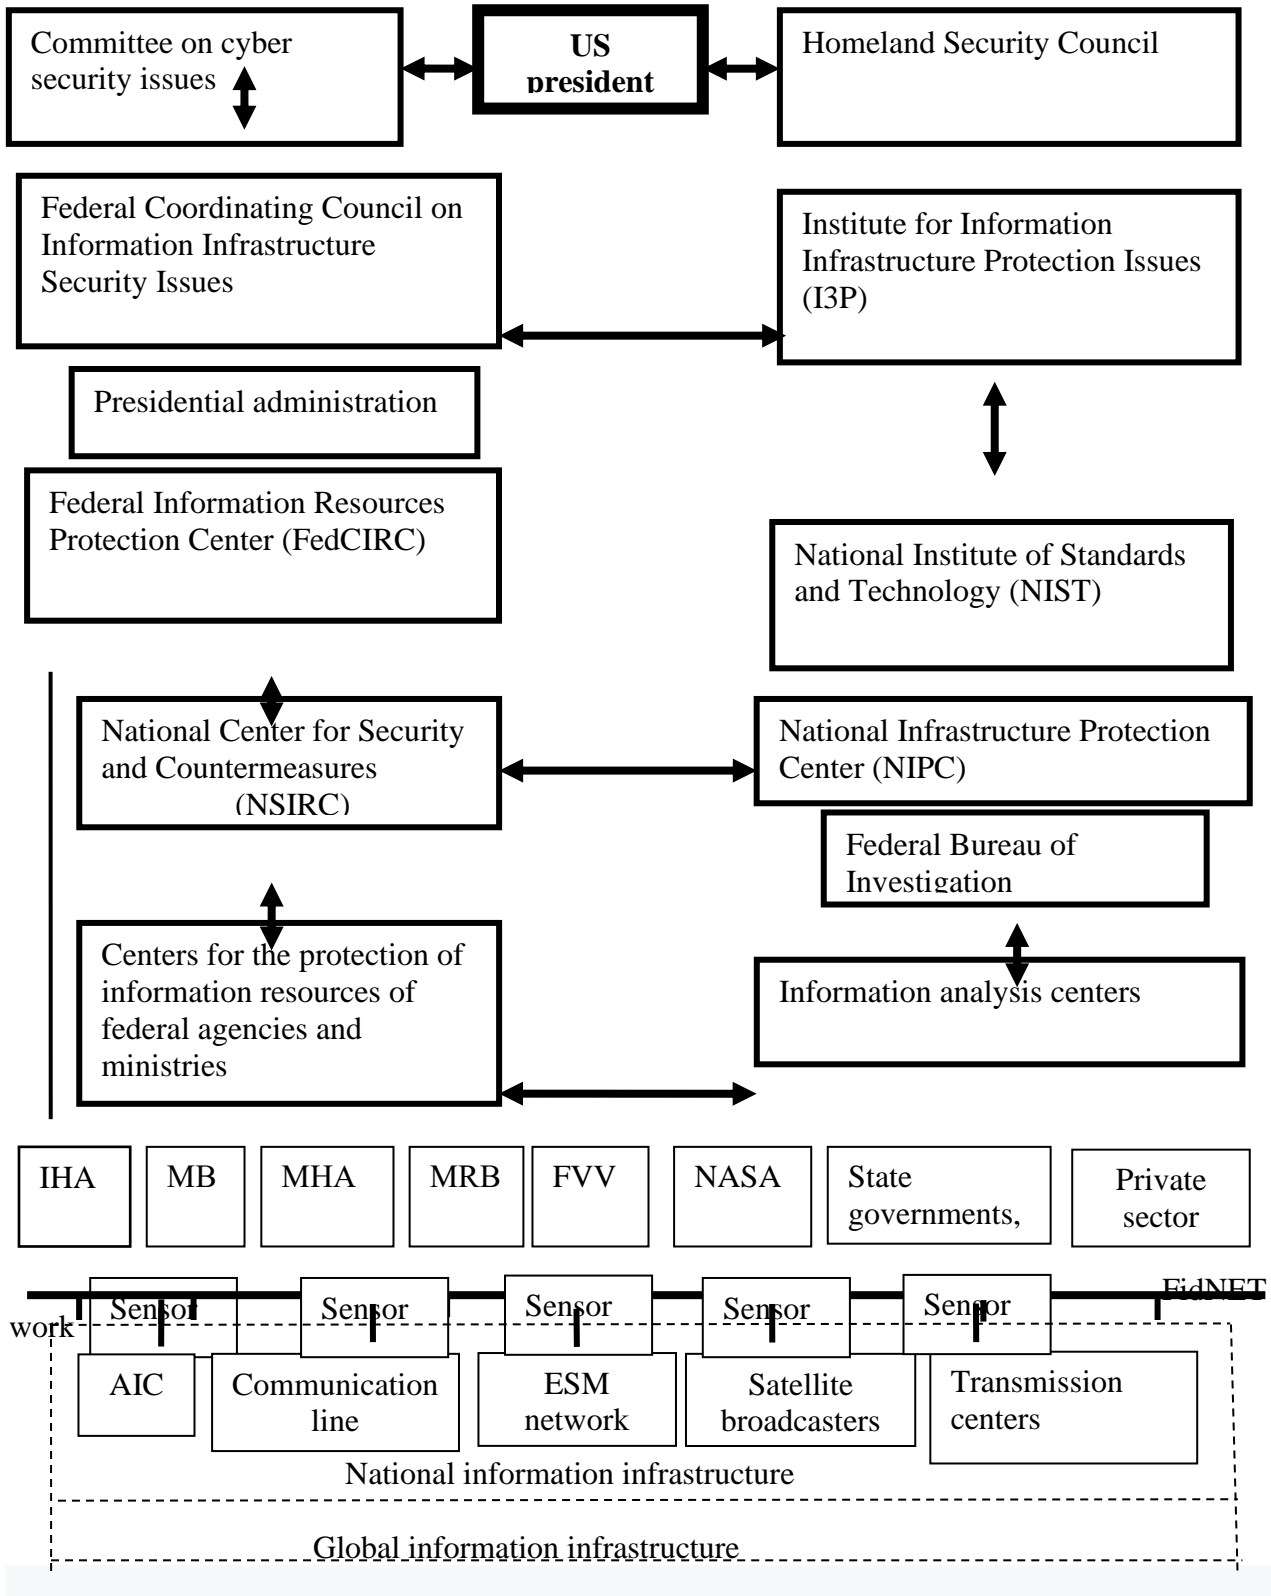 Committee on cyber
security issues
US
president
Homeland Security Council
Federal Coordinating Council on
Information Infrastructure
Security Issues
Institute for Information
Infrastructure Protection Issues
(I3P)
Presidential administration
Federal Information Resources
Protection Center (FedCIRC)
National Institute of Standards
and Technology (NIST)
National Center for Security
and Countermeasures
(NSIRC)
National Infrastructure Protection
Center (NIPC)
Federal Bureau of
Investigation
Centers for the protection of
information resources of
federal agencies and
ministries
Information analysis centers
IHA
MB
MHA
MRB
FVV
NASA
State
governments,
Private
sector
FidNET
work
Sensor
Sensor
Sensor
Sensor
Sensor
AIC
Communication
line
ESM
network
Satellite
broadcasters
Transmission
centers
National information infrastructure
Global information infrastructure